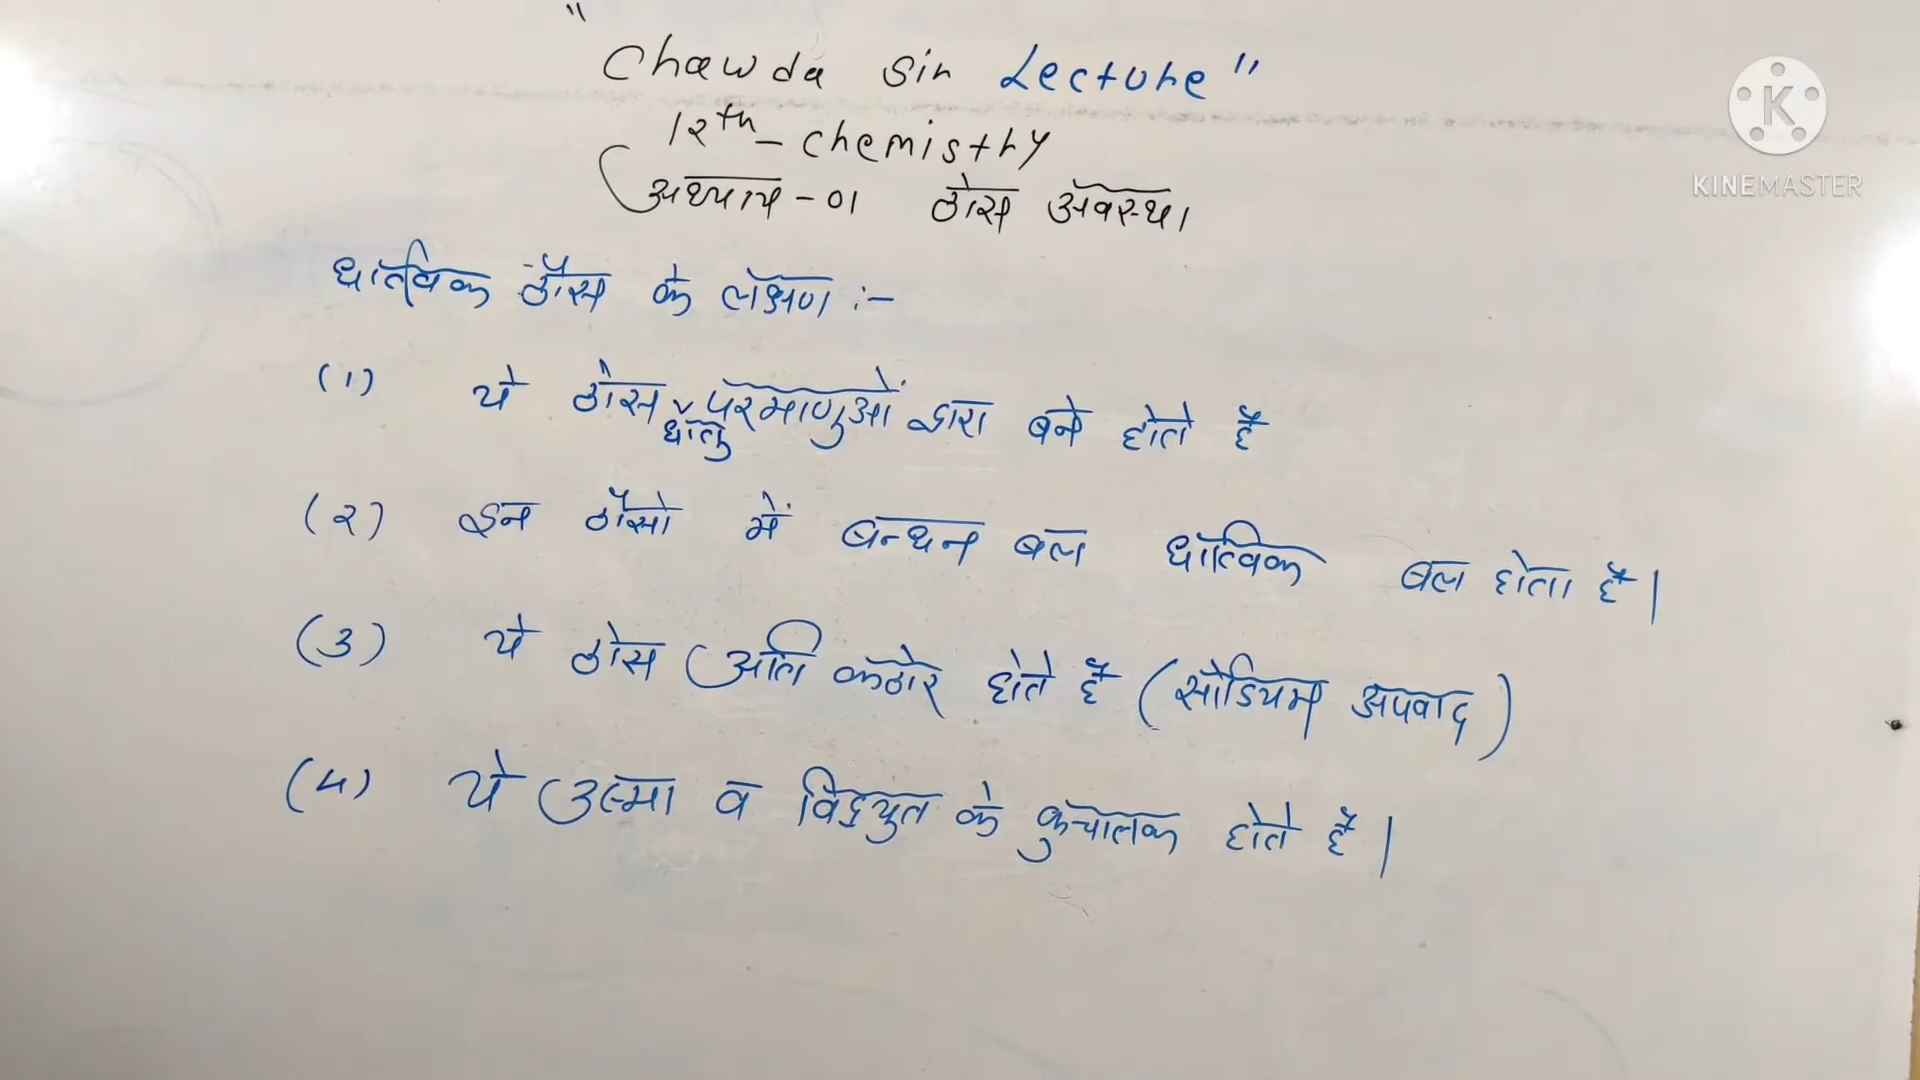 "Chawda Sir Lecture"
12th - chemistry
अध्याय - 01 ठोस अवस्था
धात्विक ठोस के लक्षण :-
(1) ये ठोस धातु परमाणुओं द्वारा बने होते है
(2) इन ठोसो में बन्धन बल धात्विक बल होता है।
(3) ये ठोस अति कठोर होते है (सोडियम अपवाद)
(4) ये उस्मा व विद्युत के कुचालक होते है।
K
KINEMASTER